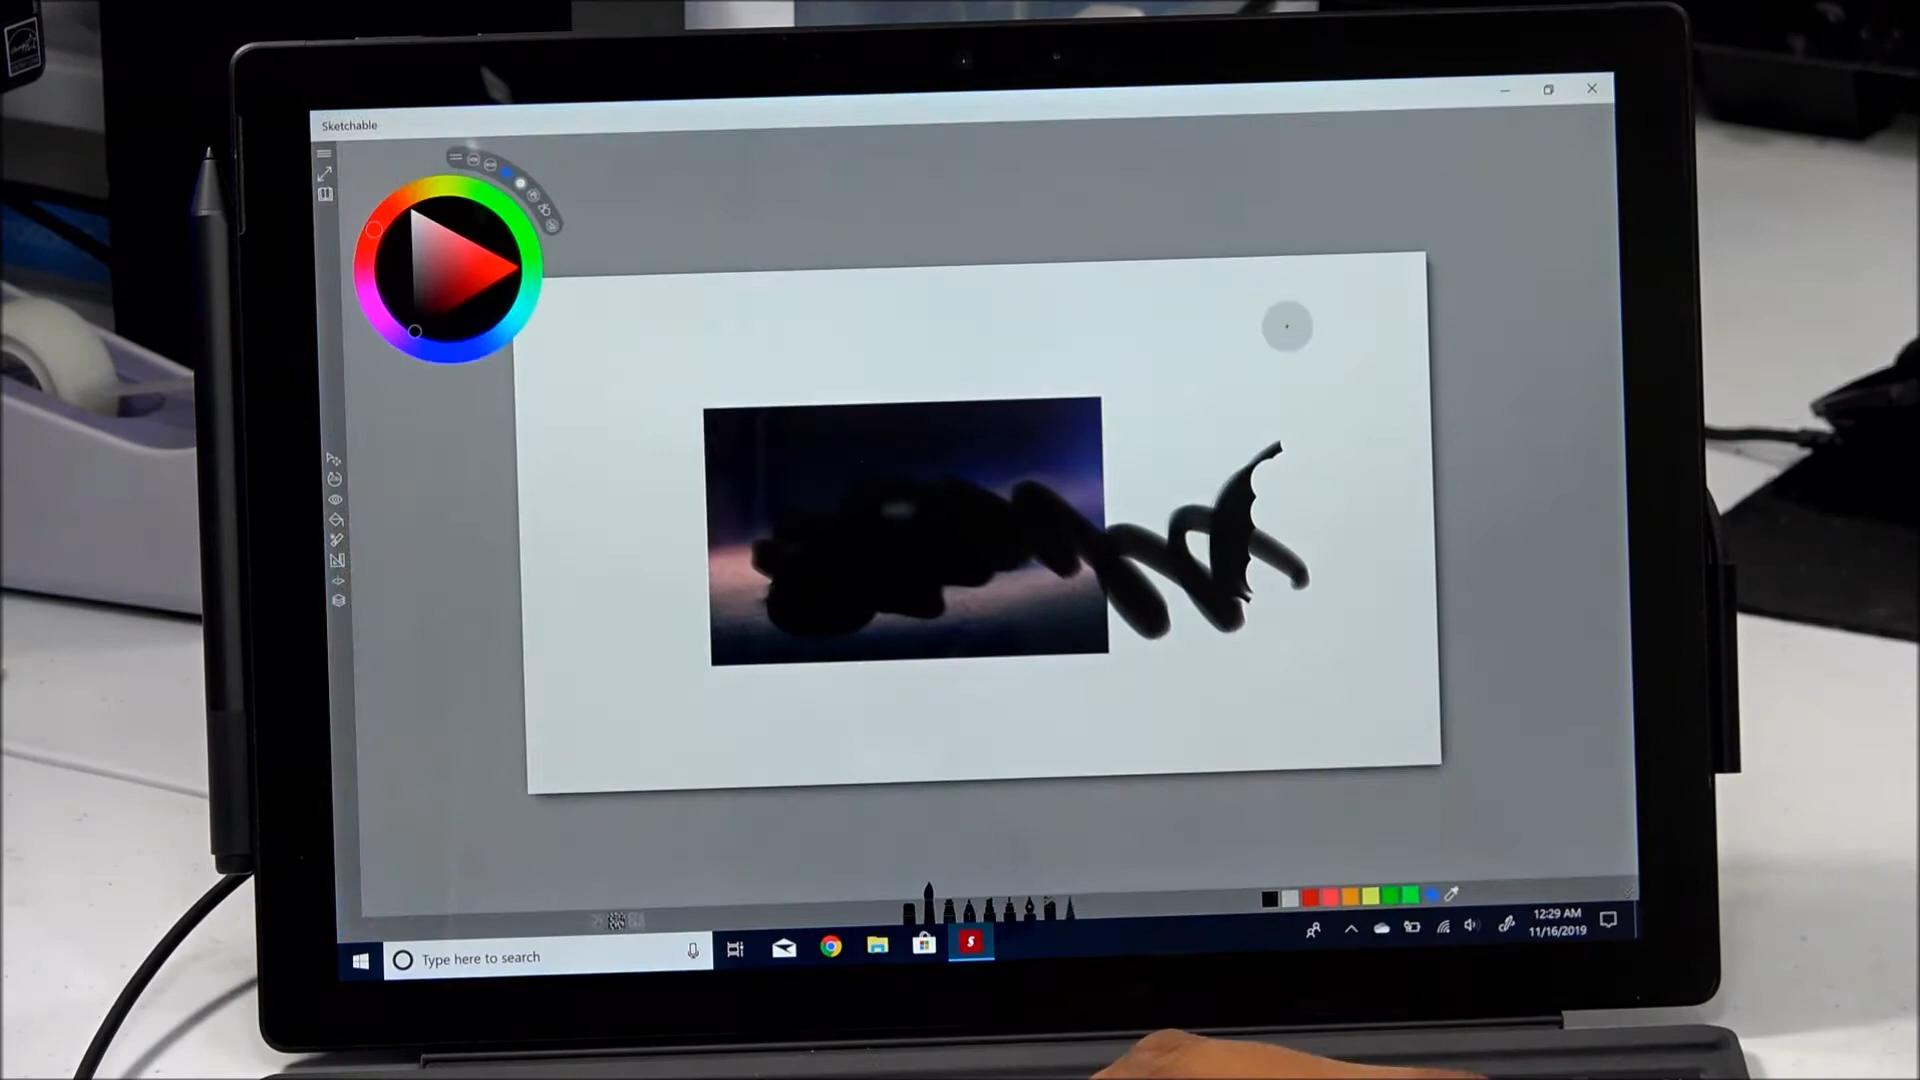 Sketchable
Type here to search
S
12:29 AM
11/16/2019